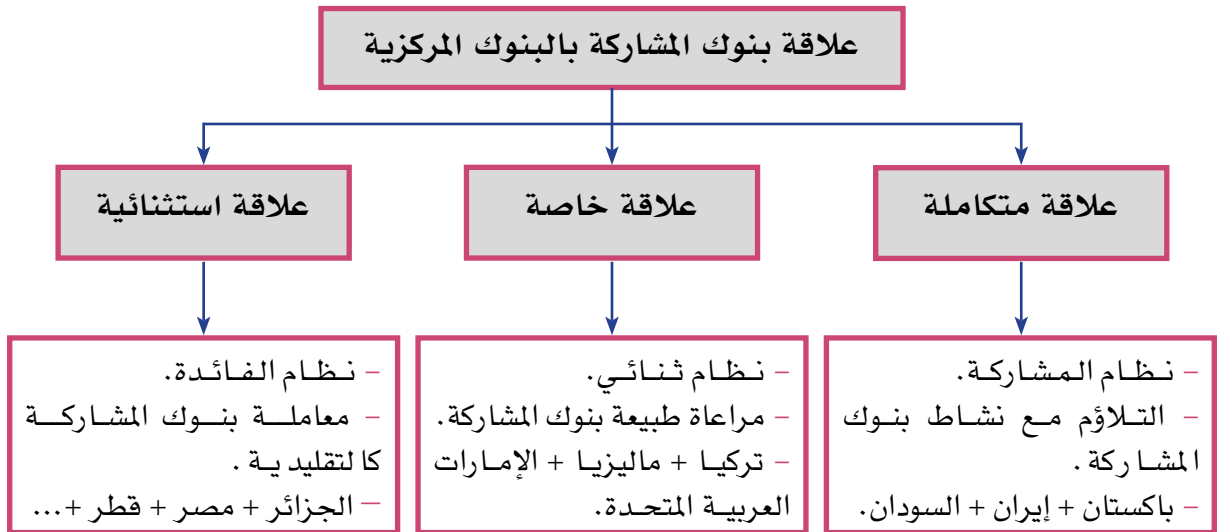 علاقة بنوك المشاركة بالبنوك المركزية
علاقة متكاملة
علاقة خاصة
علاقة استثنائية
– نظام المشاركة.
– التلاؤم مع نشاط بنوك
المشاركة.
– باكستان + إيران + السودان.
– نظام ثنائي.
– مراعاة طبيعة بنوك المشاركة.
– تركيا + ماليزيا + الإمارات
العربية المتحدة.
– نظام الفائدة.
– معاملة بنوك المشاركة
كالتقليدية.
– الجزائر + مصر + قطر +...